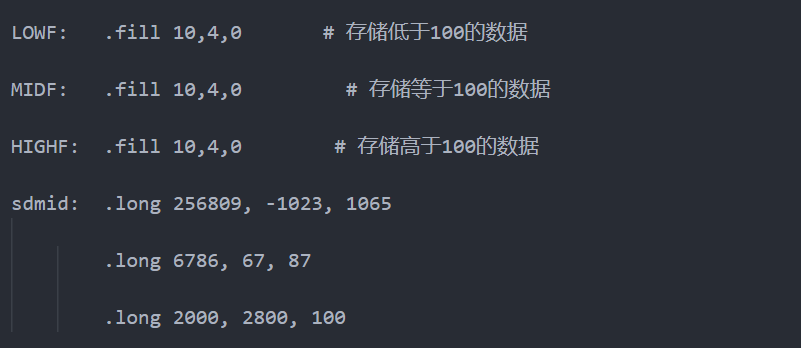 LOWF:   .fill 10,4,0       # 存储低于100的数据
MIDF:   .fill 10,4,0         # 存储等于100的数据
HIGHF:  .fill 10,4,0        # 存储高于100的数据
sdmid:  .long 256809, -1023, 1065
        .long 6786, 67, 87
        .long 2000, 2800, 100